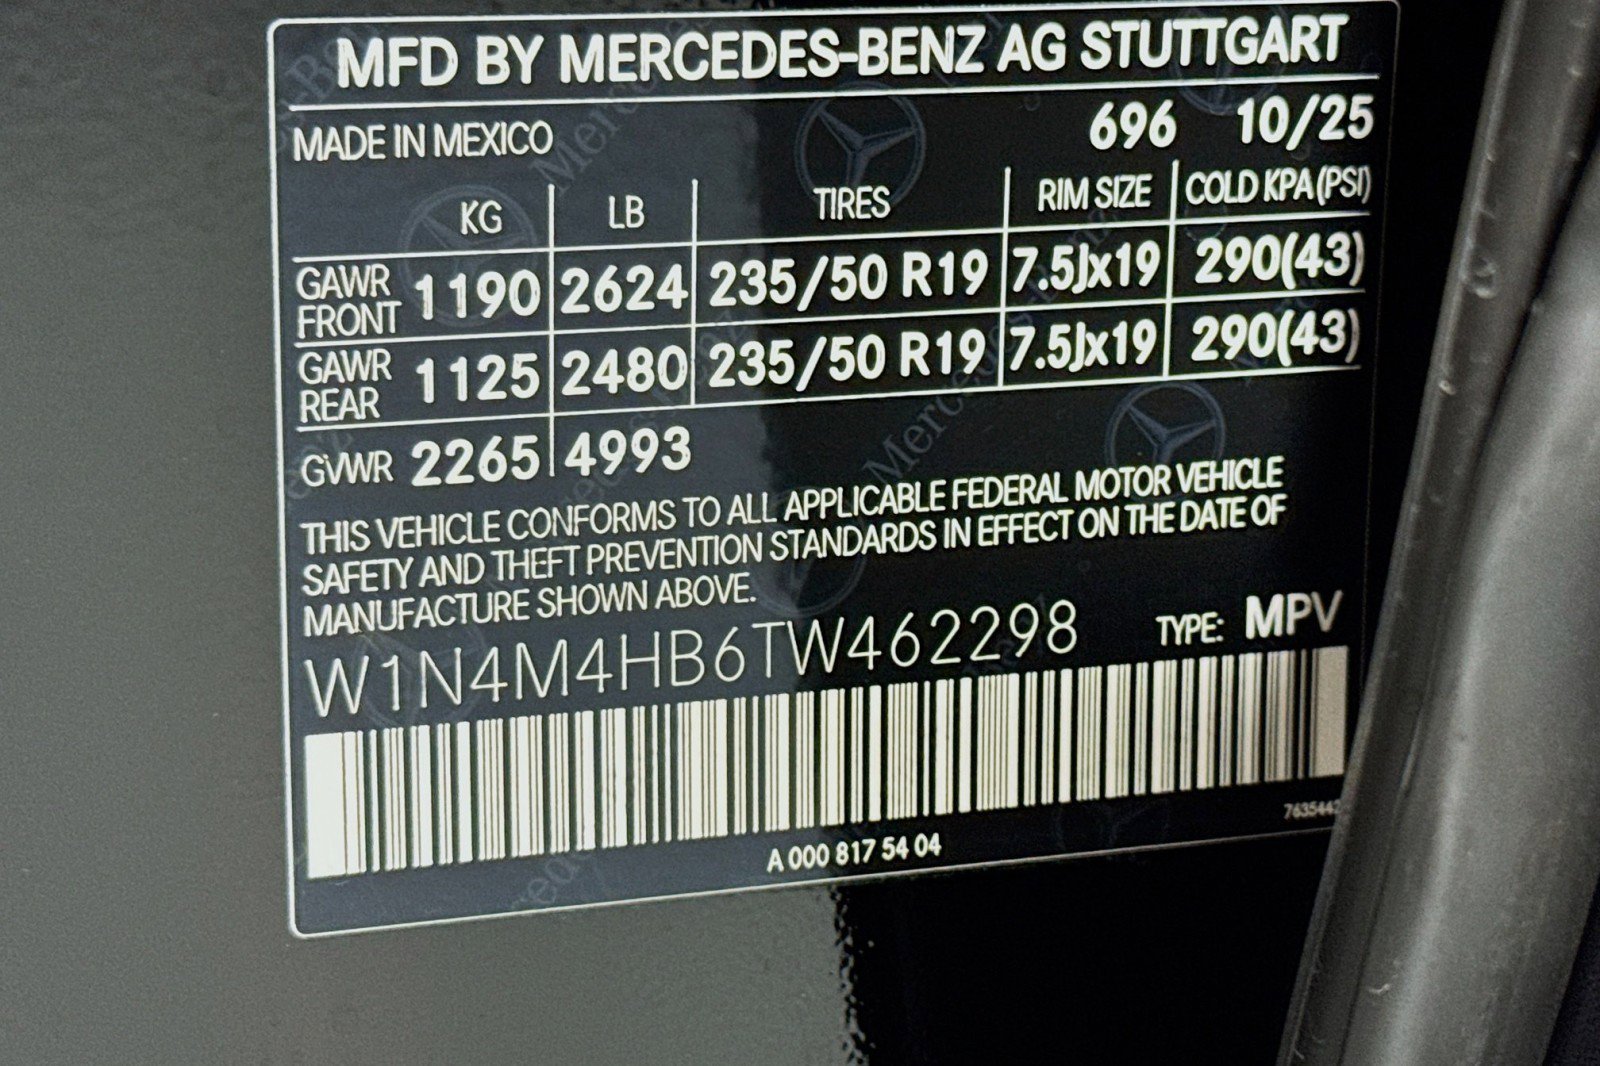 MFD BY MERCEDES-BENZ AG STUTTGART
MADE IN MEXICO 696 10/25
KG LB TIRES RIM SIZE COLD KPA(PSI)
GAWR FRONT 1190 2624 235/50 R19 7.5Jx19 290(43)
GAWR REAR 1125 2480 235/50 R19 7.5Jx19 290(43)
GVWR 2265 4993
THIS VEHICLE CONFORMS TO ALL APPLICABLE FEDERAL MOTOR VEHICLE
SAFETY AND THEFT PREVENTION STANDARDS IN EFFECT ON THE DATE OF
MANUFACTURE SHOWN ABOVE.
W1N4M4HB6TW462298 TYPE: MPV
A 000 817 54 04